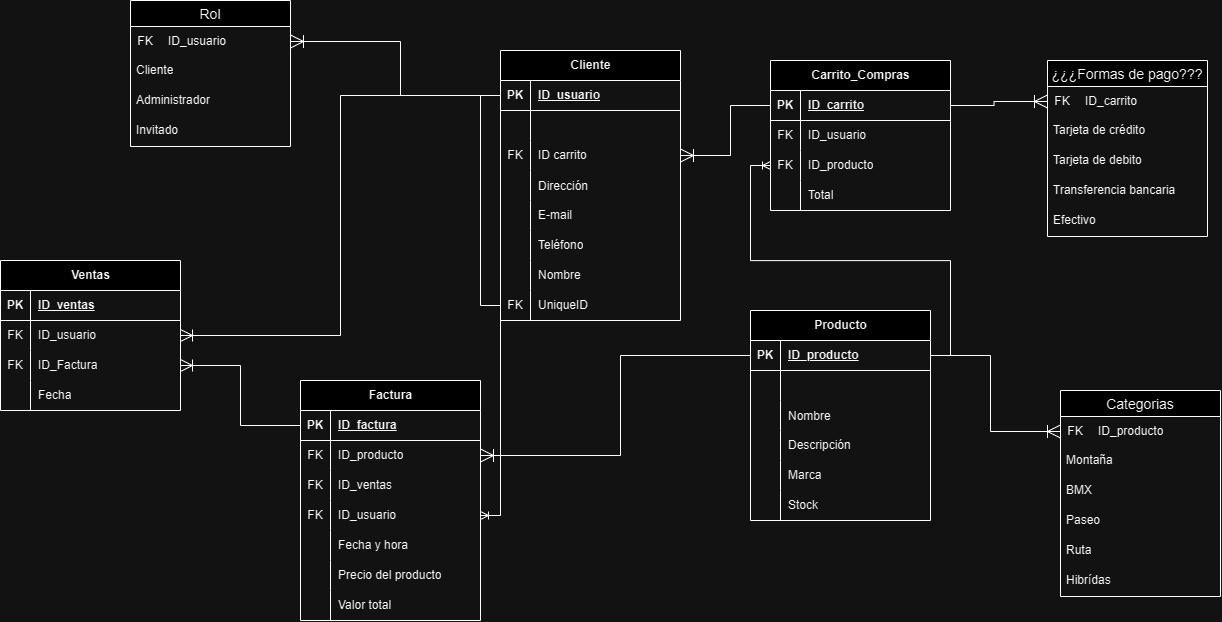 Rol
FK ID_usuario
Cliente
Administrador
Invitado
Cliente
PK ID_usuario
FK ID carrito
Dirección
E-mail
Teléfono
Nombre
FK UniqueID
Carrito_Compras
PK ID_carrito
FK ID_usuario
FK ID_producto
Total
¿¿¿Formas de pago???
FK ID_carrito
Tarjeta de crédito
Tarjeta de debito
Transferencia bancaria
Efectivo
Ventas
PK ID_ventas
FK ID_usuario
FK ID_Factura
Fecha
Factura
PK ID_factura
FK ID_producto
FK ID_ventas
FK ID_usuario
Fecha y hora
Precio del producto
Valor total
Producto
PK ID_producto
Nombre
Descripción
Marca
Stock
Categorias
FK ID_producto
Montaña
BMX
Paseo
Ruta
Hibrídas